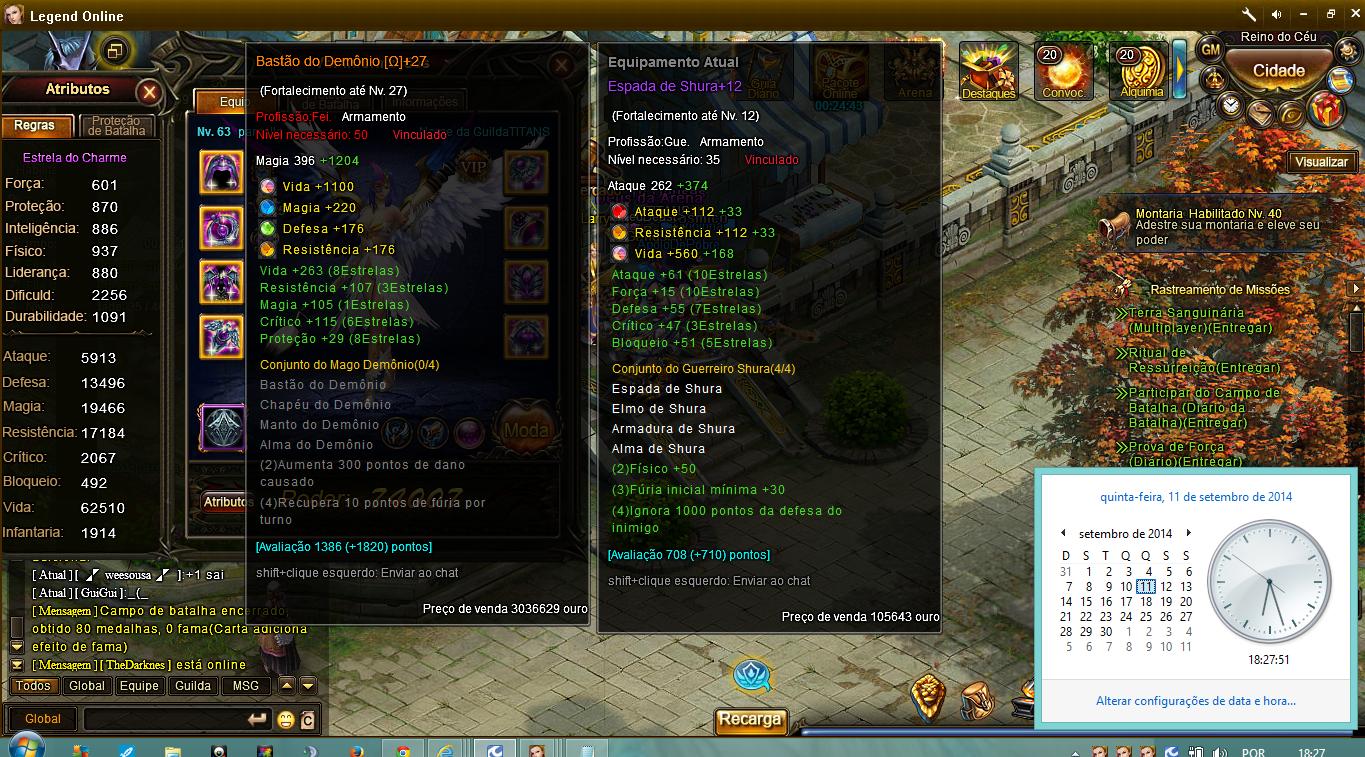 Legend Online
Atributos
Regras
Proteção de Batalha
Estrela do Charme
Força: 601
Proteção: 870
Inteligência: 886
Físico: 937
Liderança: 880
Dificuld: 2256
Durabilidade: 1091
Ataque: 5913
Defesa: 13496
Magia: 19466
Resistência: 17184
Crítico: 2067
Bloqueio: 492
Vida: 62510
Infantaria: 1914
Equi
de Batalha
Informações
Nv. 63
da GuildaTITANS
VIP
Moda
Atributo
Bastão do Demônio [Ω]+27
(Fortalecimento até Nv. 27)
Profissão:Fei. Armamento
Nível necessário: 50 Vinculado
Magia 396 +1204
Vida +1100
Magia +220
Defesa +176
Resistência +176
Vida +263 (8Estrelas)
Resistência +107 (3Estrelas)
Magia +105 (1Estrelas)
Crítico +115 (6Estrelas)
Proteção +29 (8Estrelas)
Conjunto do Mago Demônio(0/4)
Bastão do Demônio
Chapéu do Demônio
Manto do Demônio
Alma do Demônio
(2)Aumenta 300 pontos de dano
causado
(4)Recupera 10 pontos de fúria por
turno
[Avaliação 1386 (+1820) pontos]
shift+clique esquerdo: Enviar ao chat
Preço de venda 3036629 ouro
Equipamento Atual
Espada de Shura+12
(Fortalecimento até Nv. 12)
Profissão:Gue. Armamento
Nível necessário: 35 Vinculado
Ataque 262 +374
Ataque +112 +33
Resistência +112 +33
Vida +560 +168
Ataque +61 (10Estrelas)
Força +15 (10Estrelas)
Defesa +55 (7Estrelas)
Crítico +47 (3Estrelas)
Bloqueio +51 (5Estrelas)
Conjunto do Guerreiro Shura(4/4)
Espada de Shura
Elmo de Shura
Armadura de Shura
Alma de Shura
(2)Físico +50
(3)Fúria inicial mínima +30
(4)Ignora 1000 pontos da defesa do
inimigo
[Avaliação 708 (+710) pontos]
shift+clique esquerdo: Enviar ao chat
Preço de venda 105643 ouro
Guia Diário
Pacote Online
00:24:43
Arena
Destaques
20
Convoc.
20
Alquimia
GM
Reino do Céu
Cidade
Visualizar
Montaria Habilitado Nv. 40
Adestre sua montaria e eleve seu
poder
Rastreamento de Missões
Terra Sanguinária
(Multiplayer)(Entregar)
Ritual de
Ressurreição(Entregar)
Participar do Campo de
Batalha (Diário da
Batalha)(Entregar)
Prova de Força
(Diário)(Entregar)
quinta-feira, 11 de setembro de 2014
setembro de 2014
D S T Q Q S S
31 1 2 3 4 5 6
7 8 9 10 11 12 13
14 15 16 17 18 19 20
21 22 23 24 25 26 27
28 29 30 1 2 3 4
5 6 7 8 9 10 11
18:27:51
Alterar configurações de data e hora...
[Atual][ weesousa ]:+1 sai
[Atual][GuiGui]:_(_
[Mensagem]Campo de batalha encerrado,
obtido 80 medalhas, 0 fama(Carta adiciona
efeito de fama)
[Mensagem][TheDarknes] está online
Todos Global Equipe Guilda MSG
Global
Recarga
POR 18:27